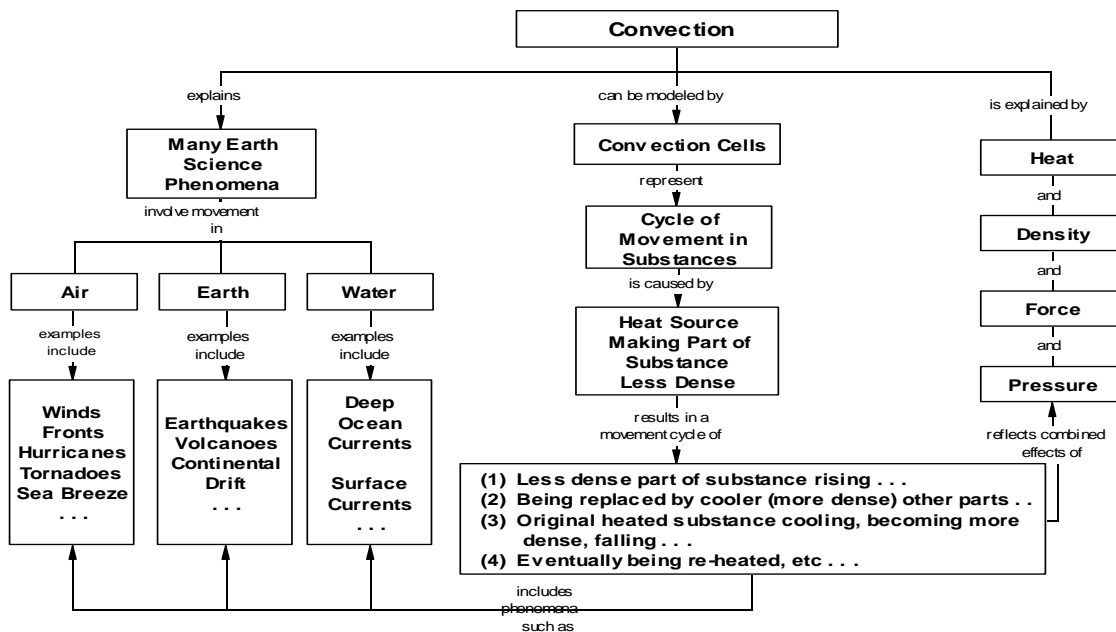 Convection
explains
can be modeled by
is explained by
Many Earth
Science
Phenomena
Convection Cells
Heat
involve movement
in
represent
and
Cycle of
Movement in
Substances
Density
is caused by
and
Air
Earth
Water
Force
examples
include
examples
include
examples
include
Heat Source
Making Part of
Substance
Less Dense
and
Pressure
Winds
Fronts
Hurricanes
Tornadoes
Sea Breeze
. . .
Earthquakes
Volcanoes
Continental
Drift
. . .
Deep
Ocean
Currents
Surface
Currents
. . .
results in a
movement cycle of
reflects combined
effects of
(1) Less dense part of substance rising . . .
(2) Being replaced by cooler (more dense) other parts . .
(3) Original heated substance cooling, becoming more
dense, falling . . .
(4) Eventually being re-heated, etc . . .
includes
phenomena
such as